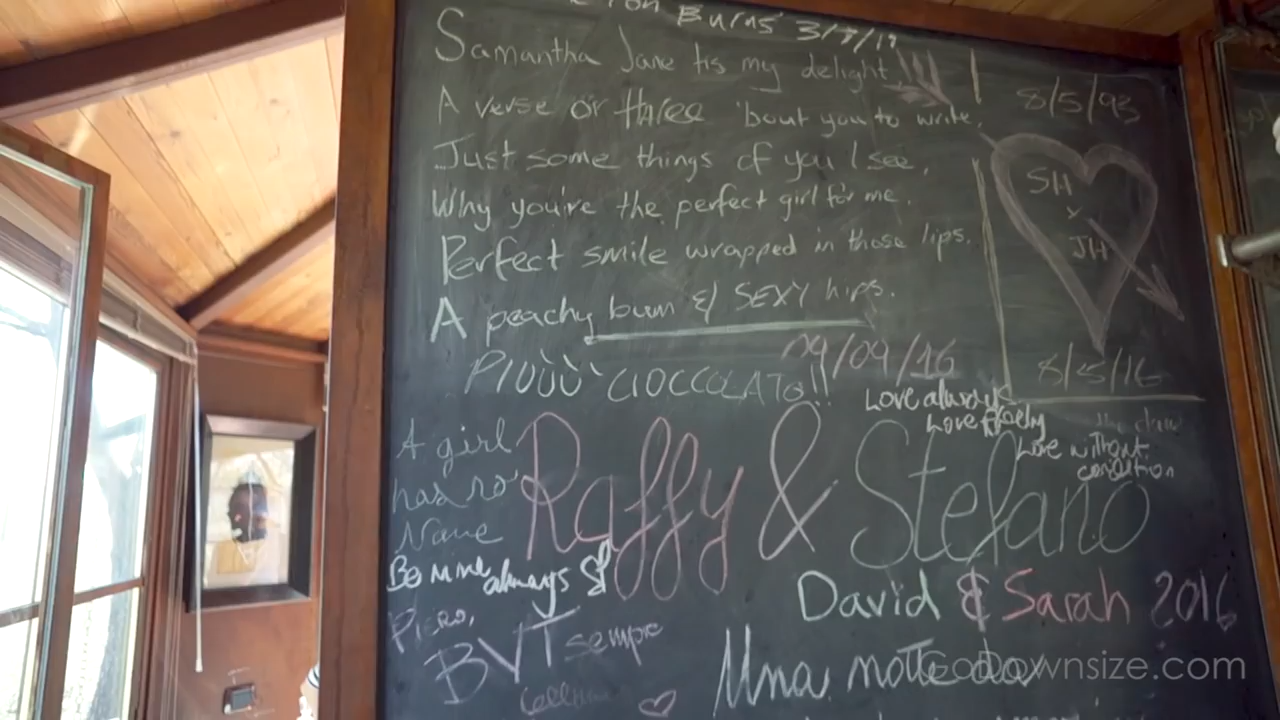 Burns 3/7/17
Samantha Jane tis my delight,
A verse or three 'bout you to write,
Just some things of you I see,
Why you're the perfect girl for me.
Perfect smile wrapped in those lips.
A peachy bum & SEXY hips.
8/5/93
SH
JH
8/5/16
09/09/16
PIÙÙÙ CIOCCOLATO!!
Love always
Love freely
Love without
condition
A girl
has no
Name
Raffy & Stefano
Be mine always
David & Sarah 2016
Piero,
BVT sempre
Una notte da
GoDownsize.com